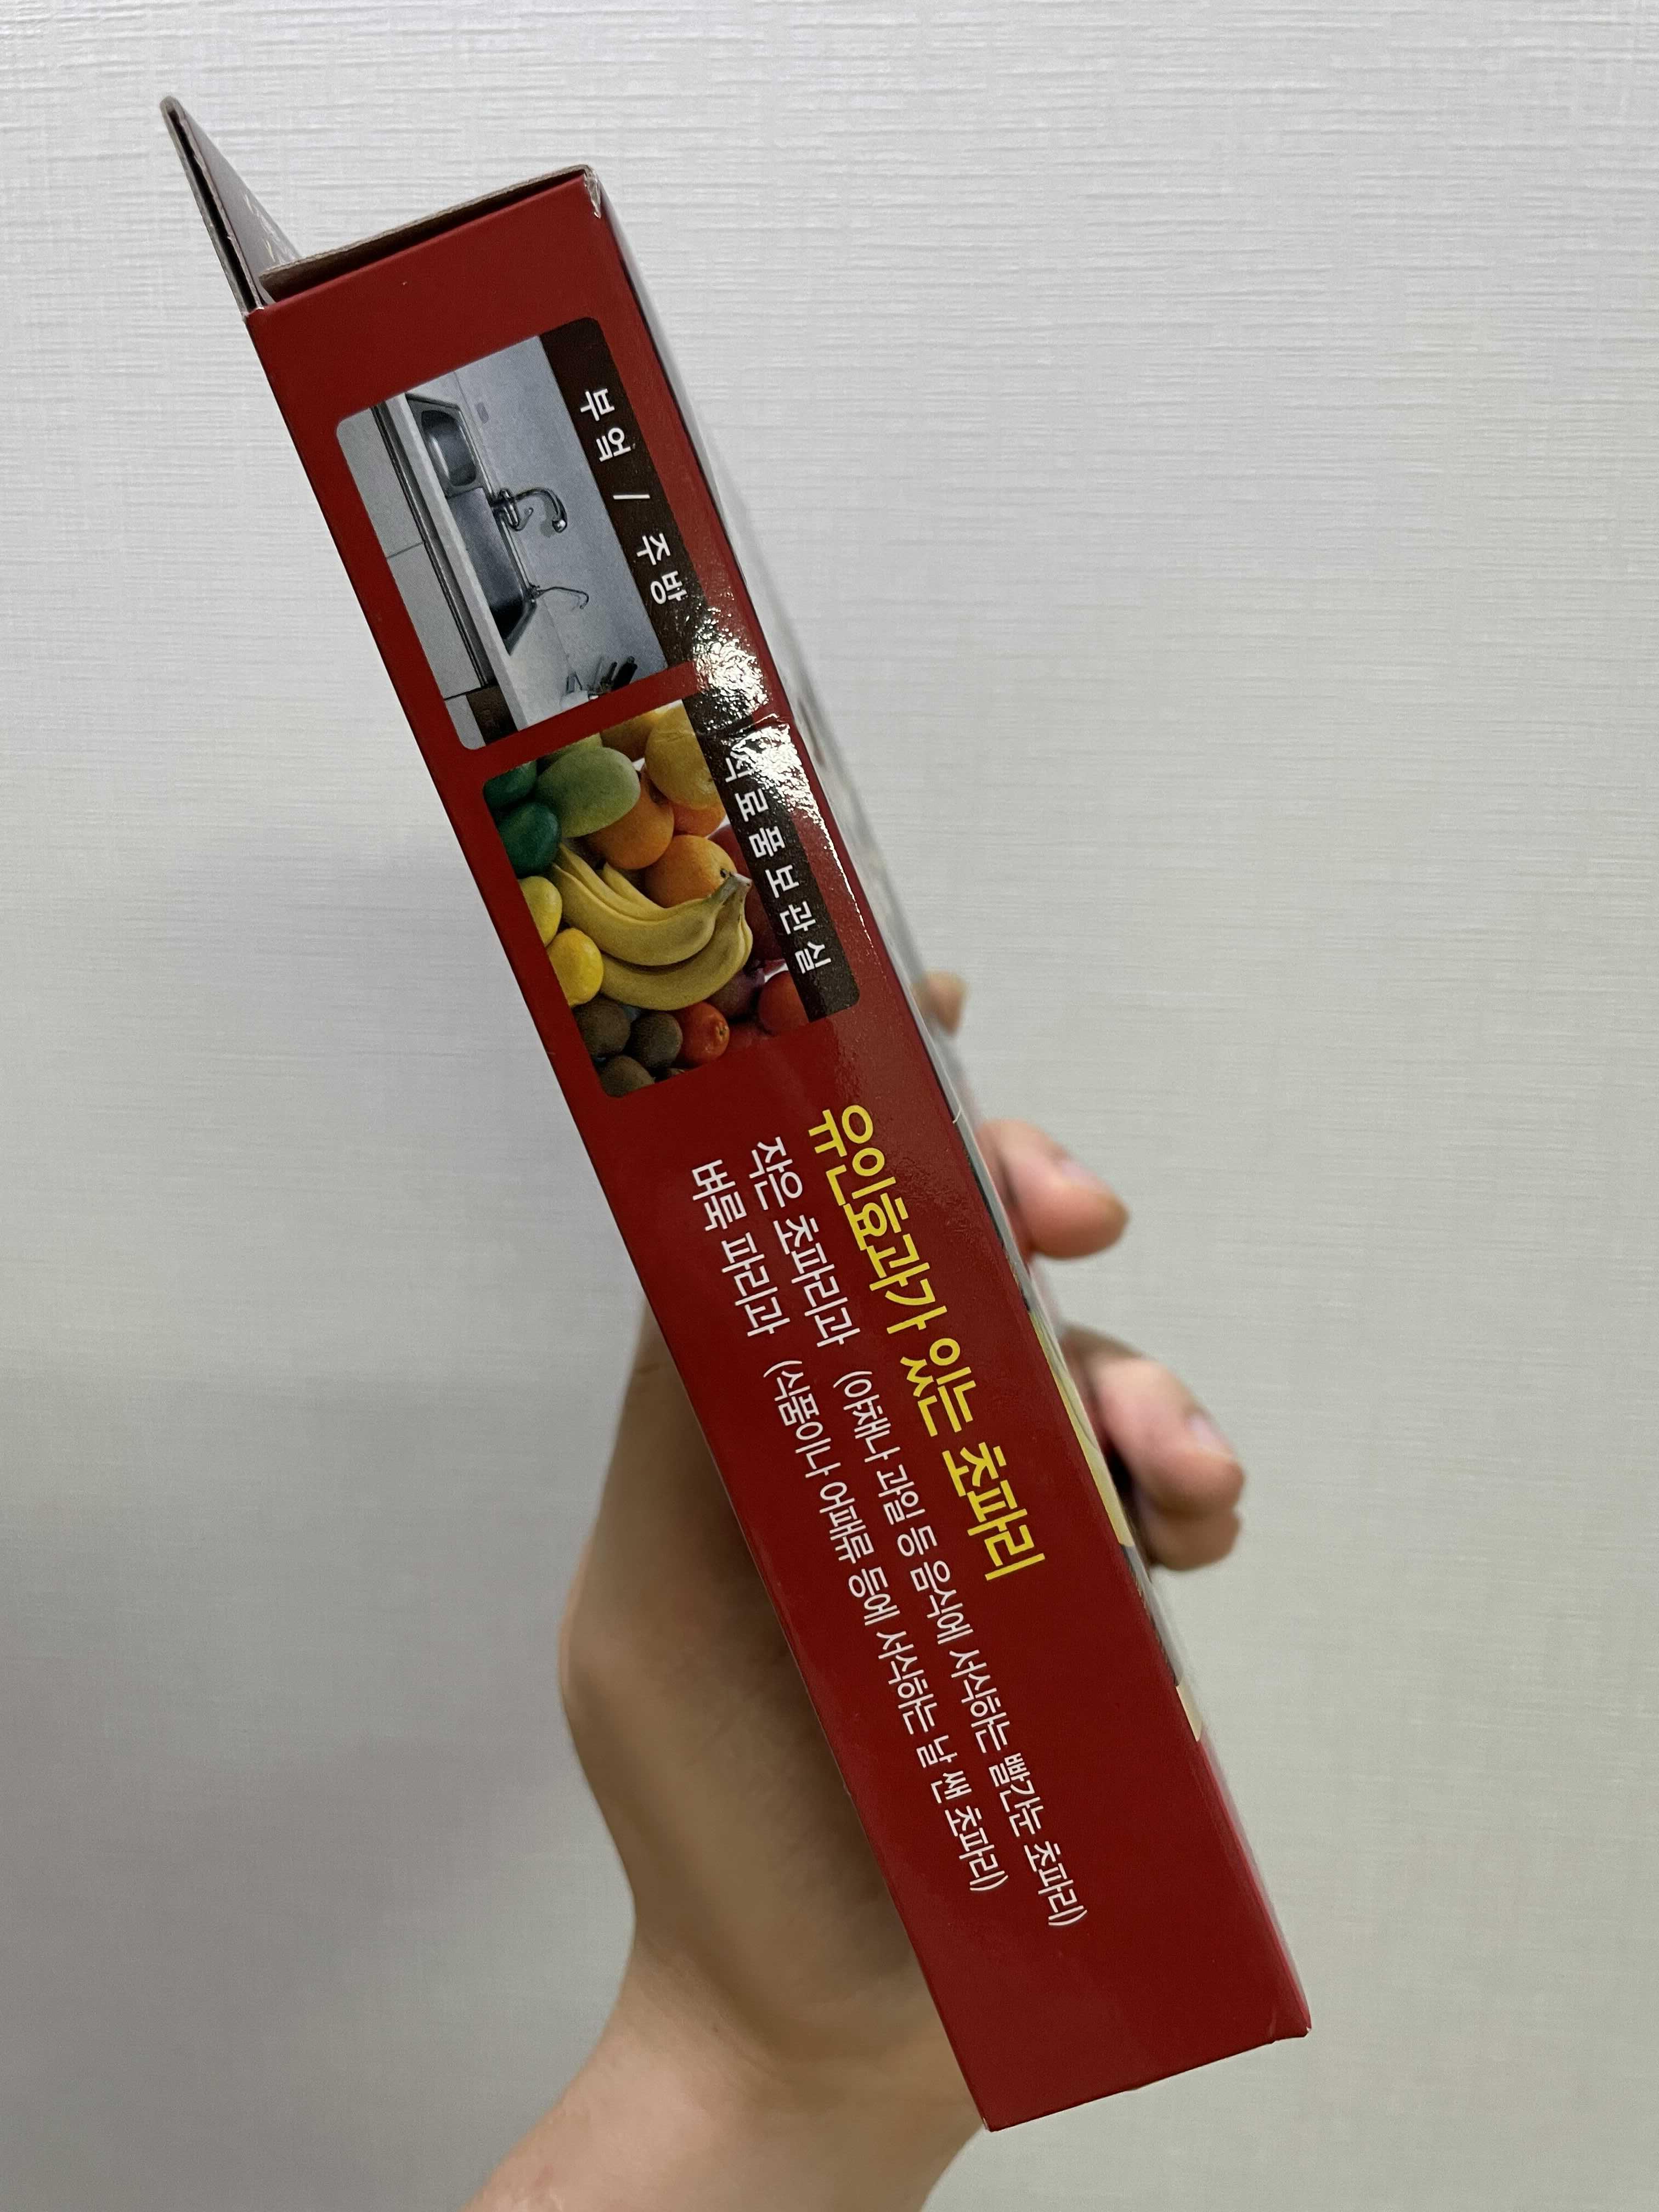 부엌 / 주방
식료품보관실
유인효과가 있는 초파리
작은 초파리과 (야채나 과일 등 음식에 서식하는 빨간눈 초파리)
벼룩 파리과 (식품이나 어패류 등에 서식하는 날 쌘 초파리)